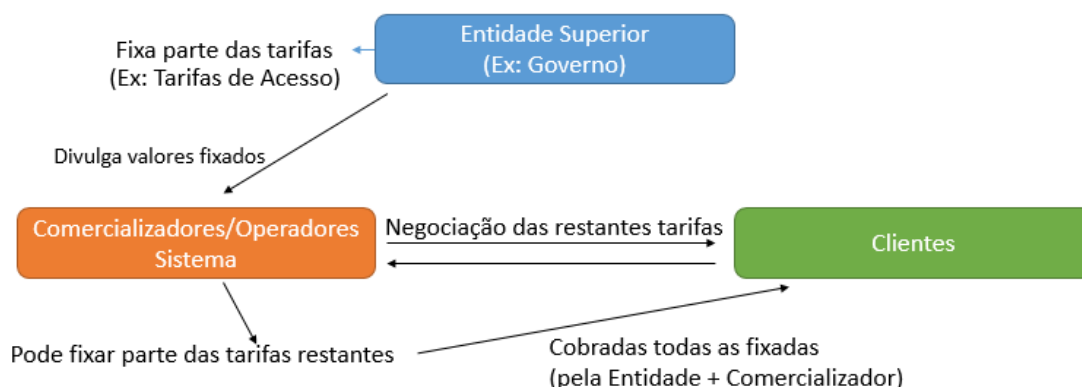 Entidade Superior
(Ex: Governo)
Fixa parte das tarifas
(Ex: Tarifas de Acesso)
Divulga valores fixados
Comercializadores/Operadores
Sistema
Negociação das restantes tarifas
Clientes
Pode fixar parte das tarifas restantes
Cobradas todas as fixadas
(pela Entidade + Comercializador)